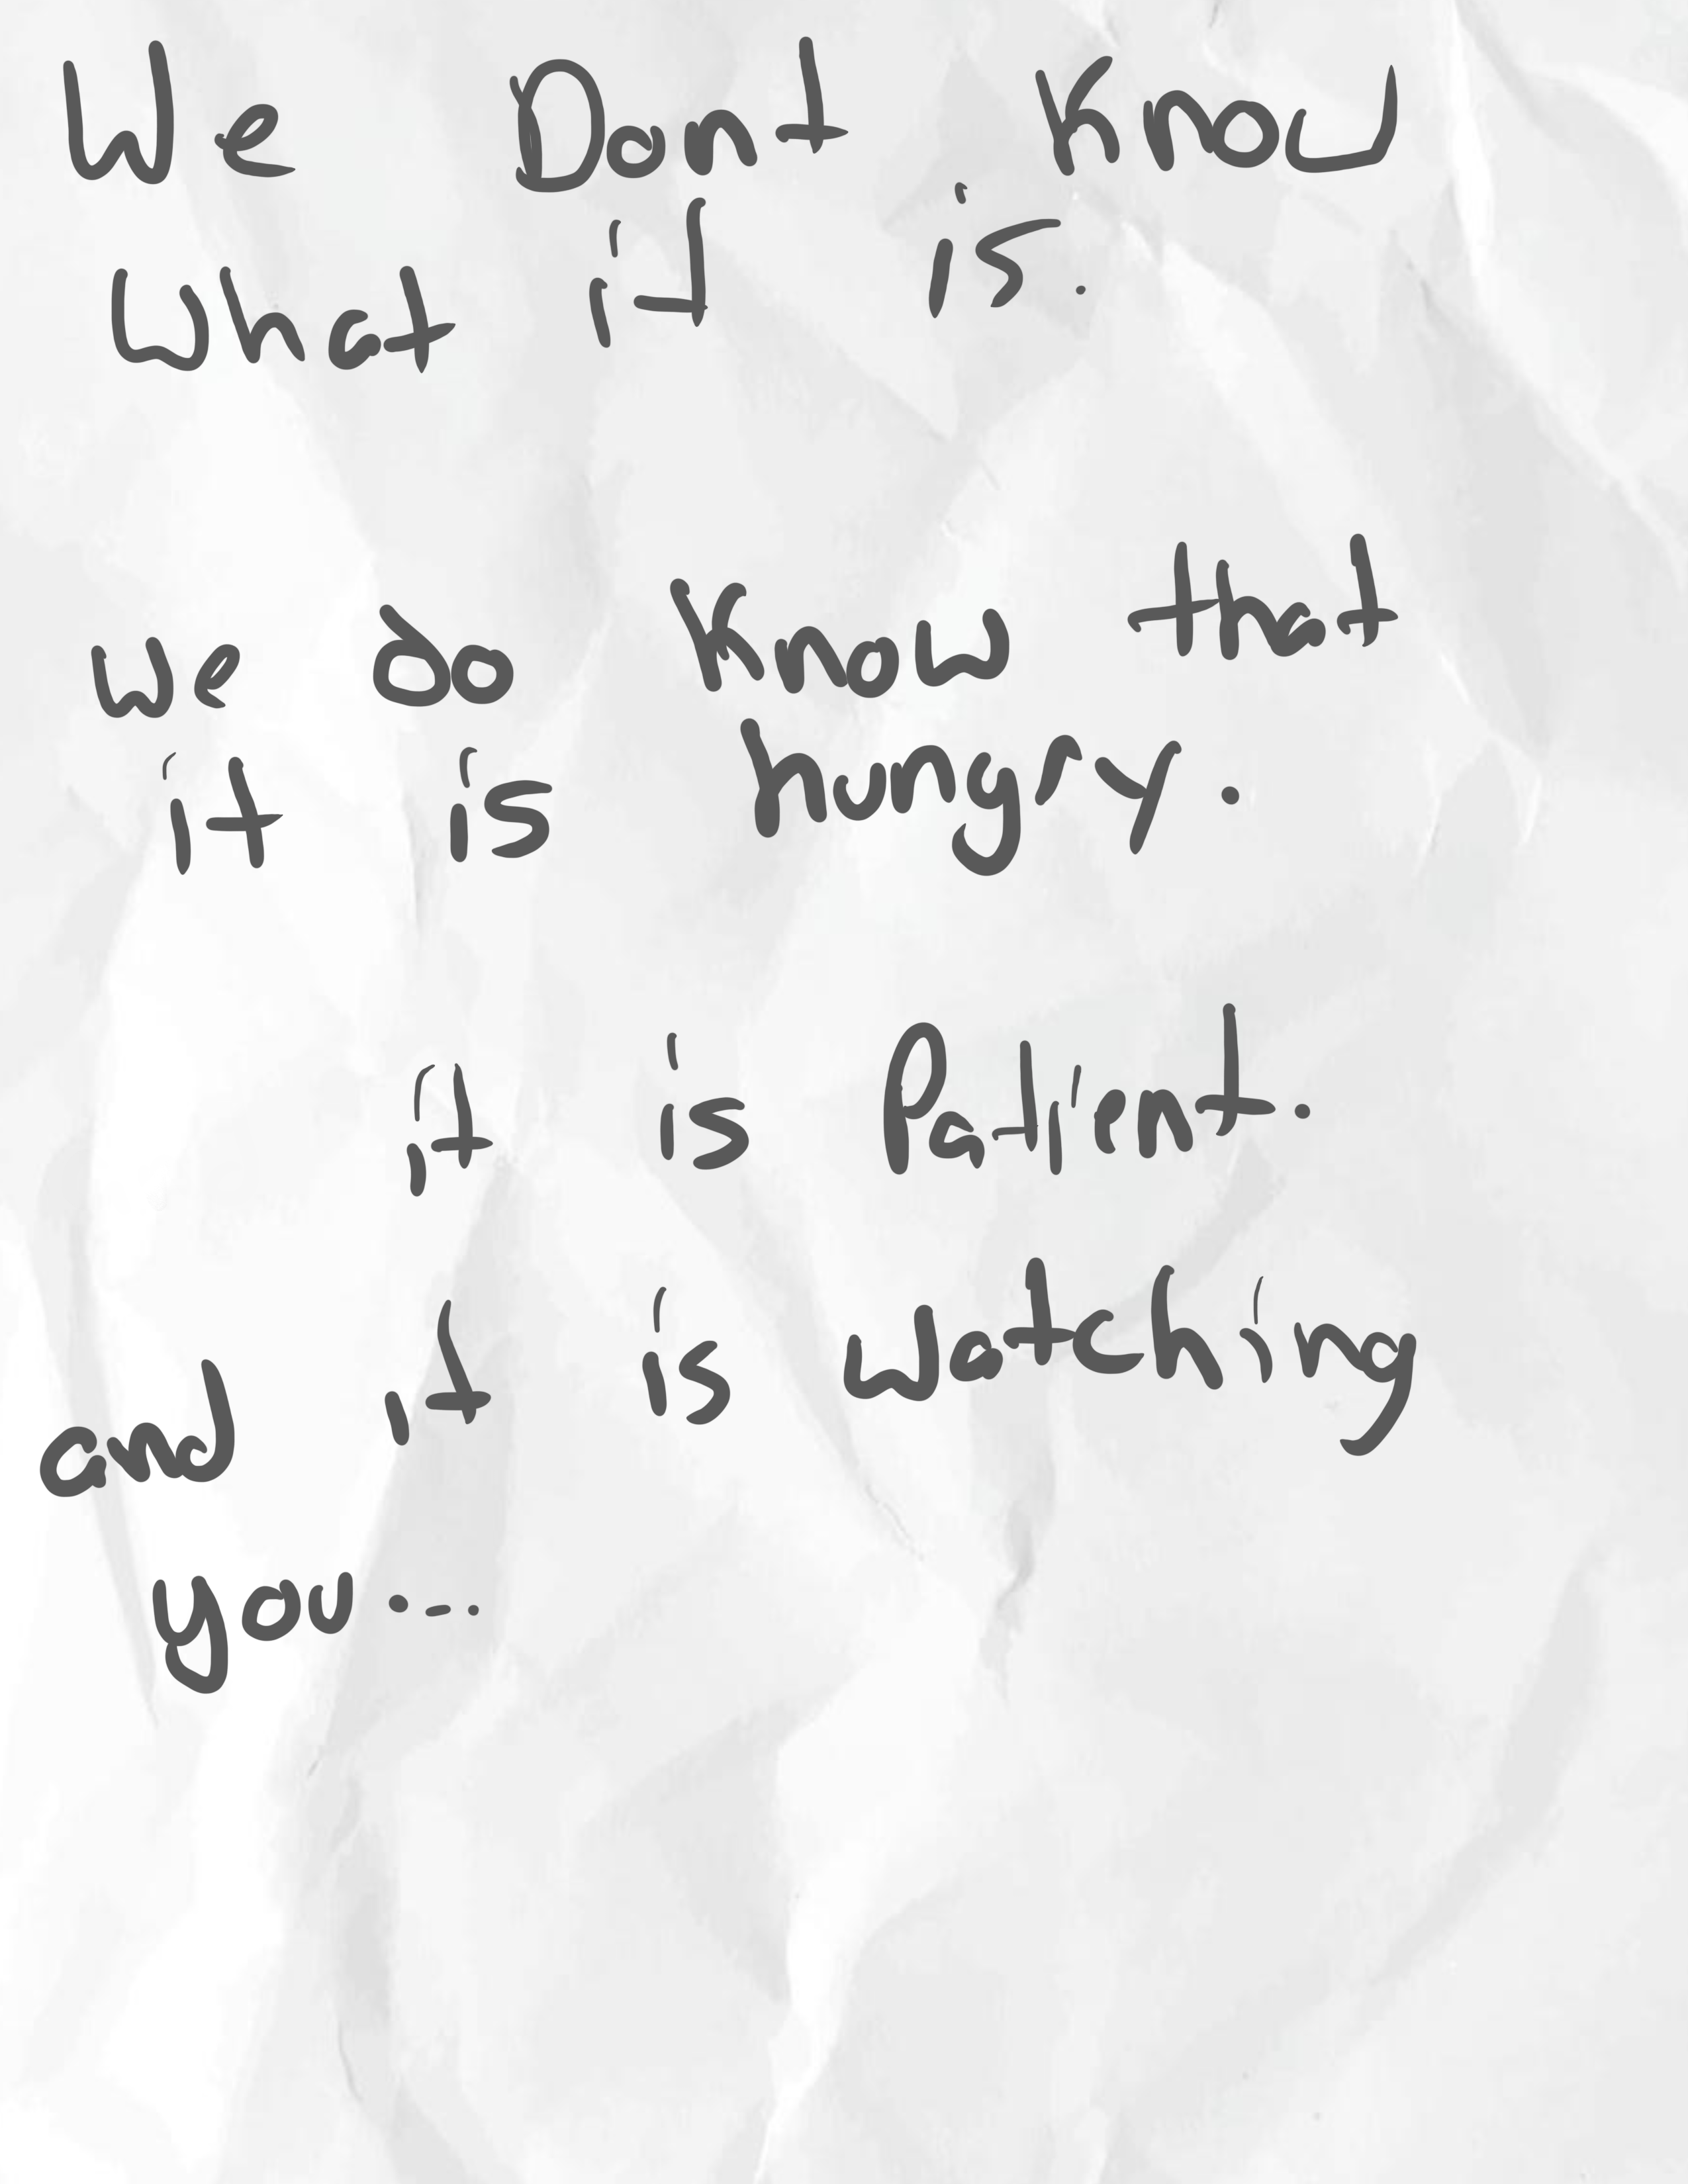 We Dont Know
What it is.
we do Know that
it is hungry.
it is Patient.
and it is watching
you...